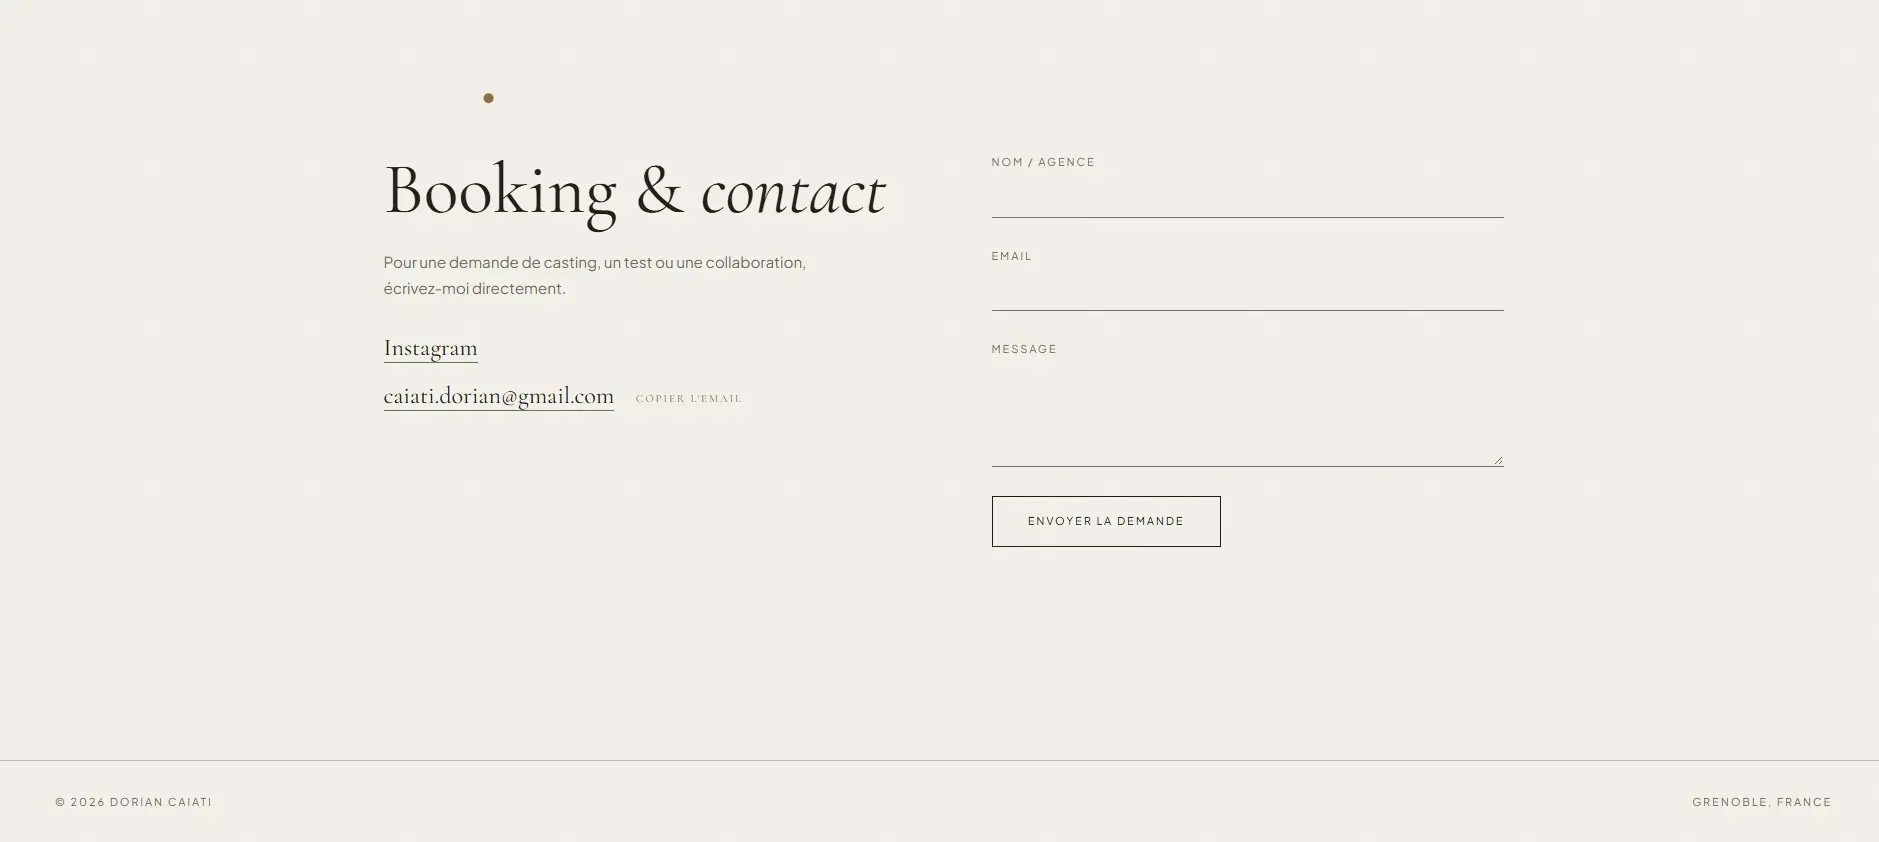 Booking & contact
Pour une demande de casting, un test ou une collaboration,
écrivez-moi directement.
Instagram
caiati.dorian@gmail.com COPIER L'EMAIL
NOM / AGENCE
EMAIL
MESSAGE
ENVOYER LA DEMANDE
© 2026 DORIAN CAIATI
GRENOBLE, FRANCE